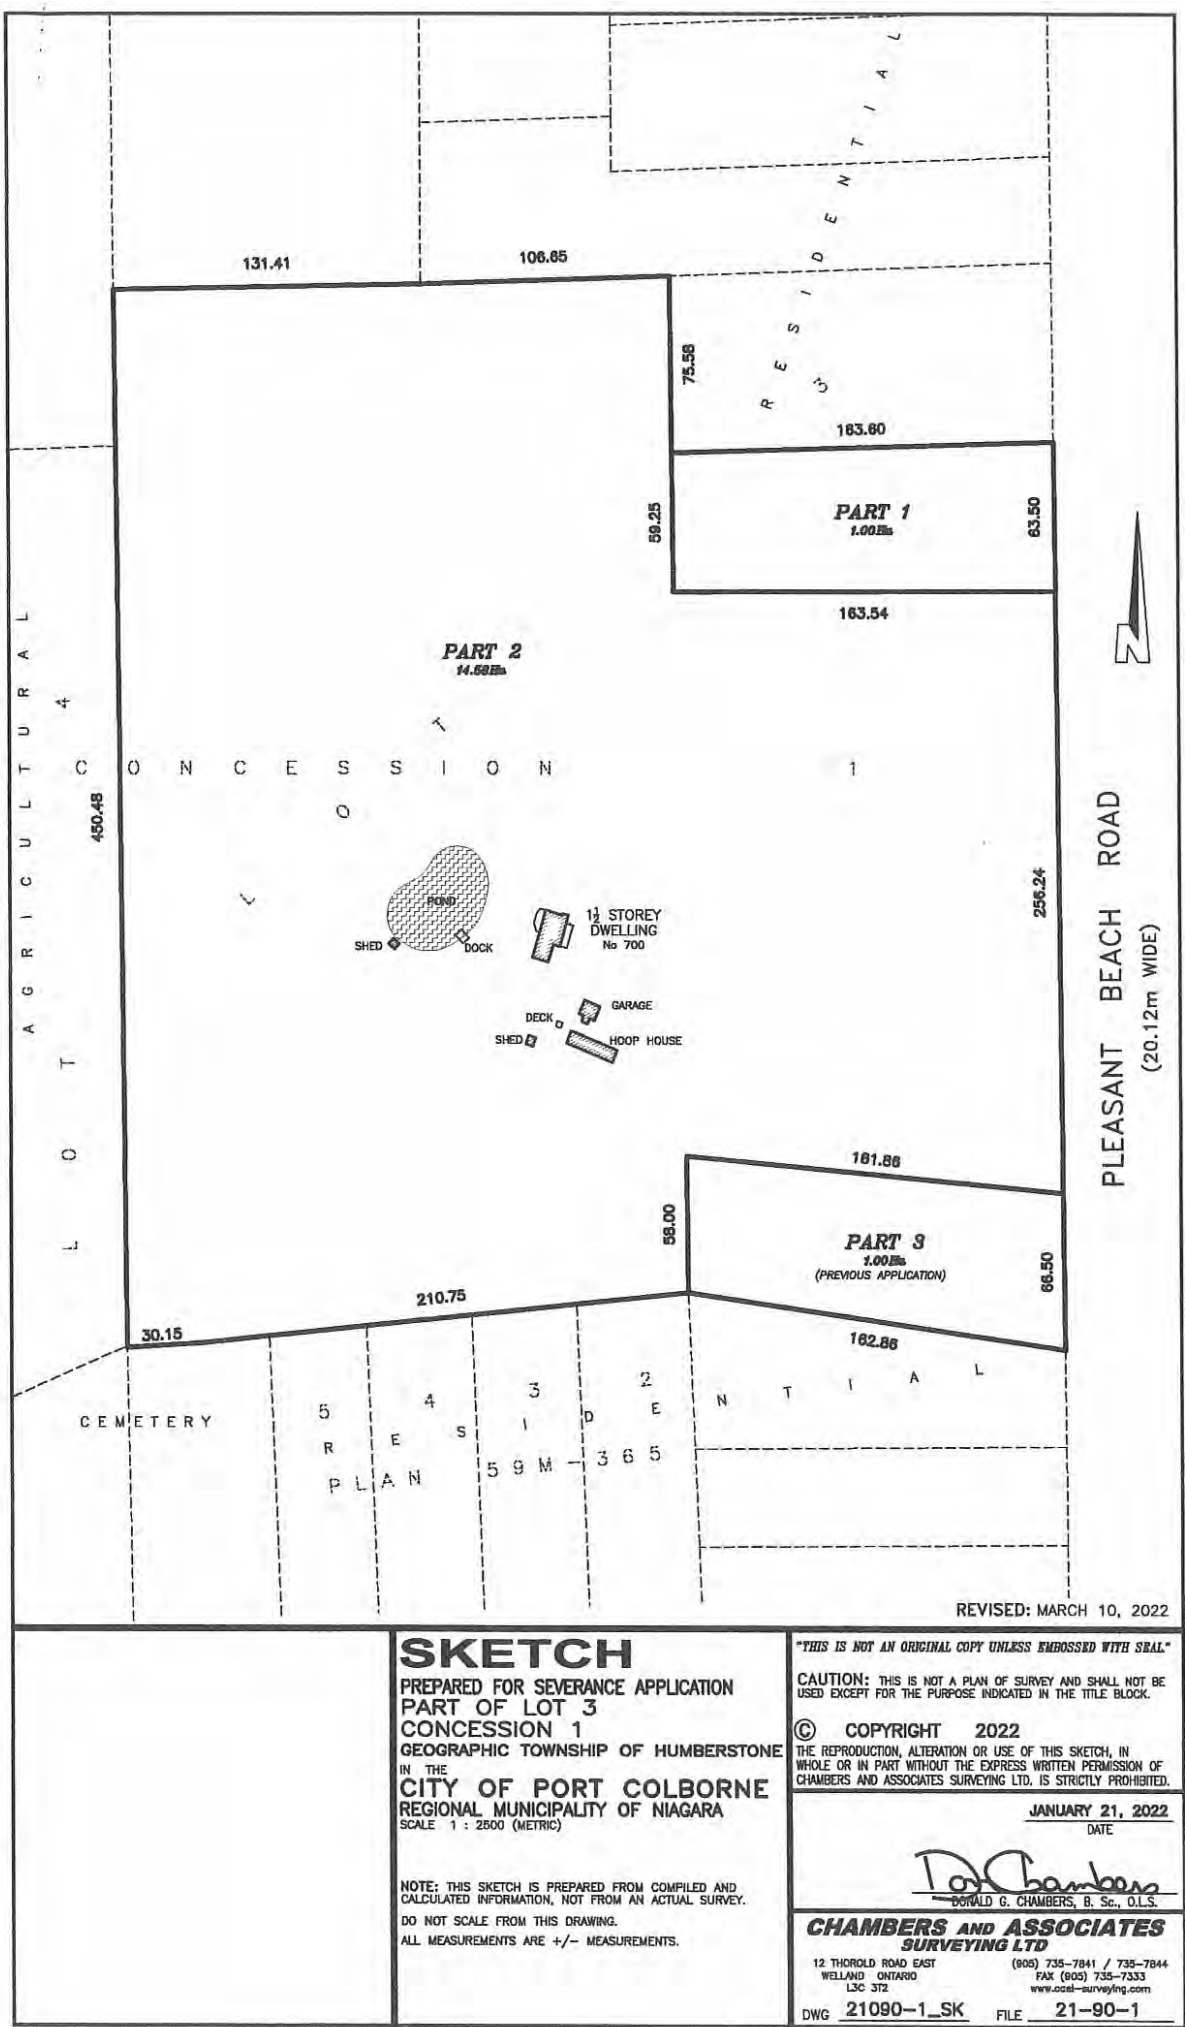 RESIDENTIAL
131.41
106.65
75.58
3
163.60
59.25
PART 1
1.00Ha
63.50
163.54
N
PART 2
14.58Ha
AGRICULTURAL
LOT 4
CONCESSION 1
LOT
450.48
POND
SHED
DOCK
1½ STOREY
DWELLING
No 700
GARAGE
DECK
SHED
HOOP HOUSE
256.24
PLEASANT BEACH ROAD
(20.12m WIDE)
161.86
58.00
PART 3
1.00Ha
(PREVIOUS APPLICATION)
66.50
210.75
30.15
162.86
CEMETERY
5 4 3 2
RESIDENTIAL
PLAN 59M-365
REVISED: MARCH 10, 2022
SKETCH
PREPARED FOR SEVERANCE APPLICATION
PART OF LOT 3
CONCESSION 1
GEOGRAPHIC TOWNSHIP OF HUMBERSTONE
IN THE
CITY OF PORT COLBORNE
REGIONAL MUNICIPALITY OF NIAGARA
SCALE 1 : 2500 (METRIC)
NOTE: THIS SKETCH IS PREPARED FROM COMPILED AND
CALCULATED INFORMATION, NOT FROM AN ACTUAL SURVEY.
DO NOT SCALE FROM THIS DRAWING.
ALL MEASUREMENTS ARE +/- MEASUREMENTS.
"THIS IS NOT AN ORIGINAL COPY UNLESS EMBOSSED WITH SEAL"
CAUTION: THIS IS NOT A PLAN OF SURVEY AND SHALL NOT BE
USED EXCEPT FOR THE PURPOSE INDICATED IN THE TITLE BLOCK.
© COPYRIGHT 2022
THE REPRODUCTION, ALTERATION OR USE OF THIS SKETCH, IN
WHOLE OR IN PART WITHOUT THE EXPRESS WRITTEN PERMISSION OF
CHAMBERS AND ASSOCIATES SURVEYING LTD. IS STRICTLY PROHIBITED.
JANUARY 21, 2022
DATE
Don Chambers
DONALD G. CHAMBERS, B. Sc., O.L.S.
CHAMBERS AND ASSOCIATES
SURVEYING LTD
12 THOROLD ROAD EAST
WELLAND ONTARIO
L3C 3T2
(905) 735-7841 / 735-7844
FAX (905) 735-7333
www.ccsl-surveying.com
DWG 21090-1_SK FILE 21-90-1